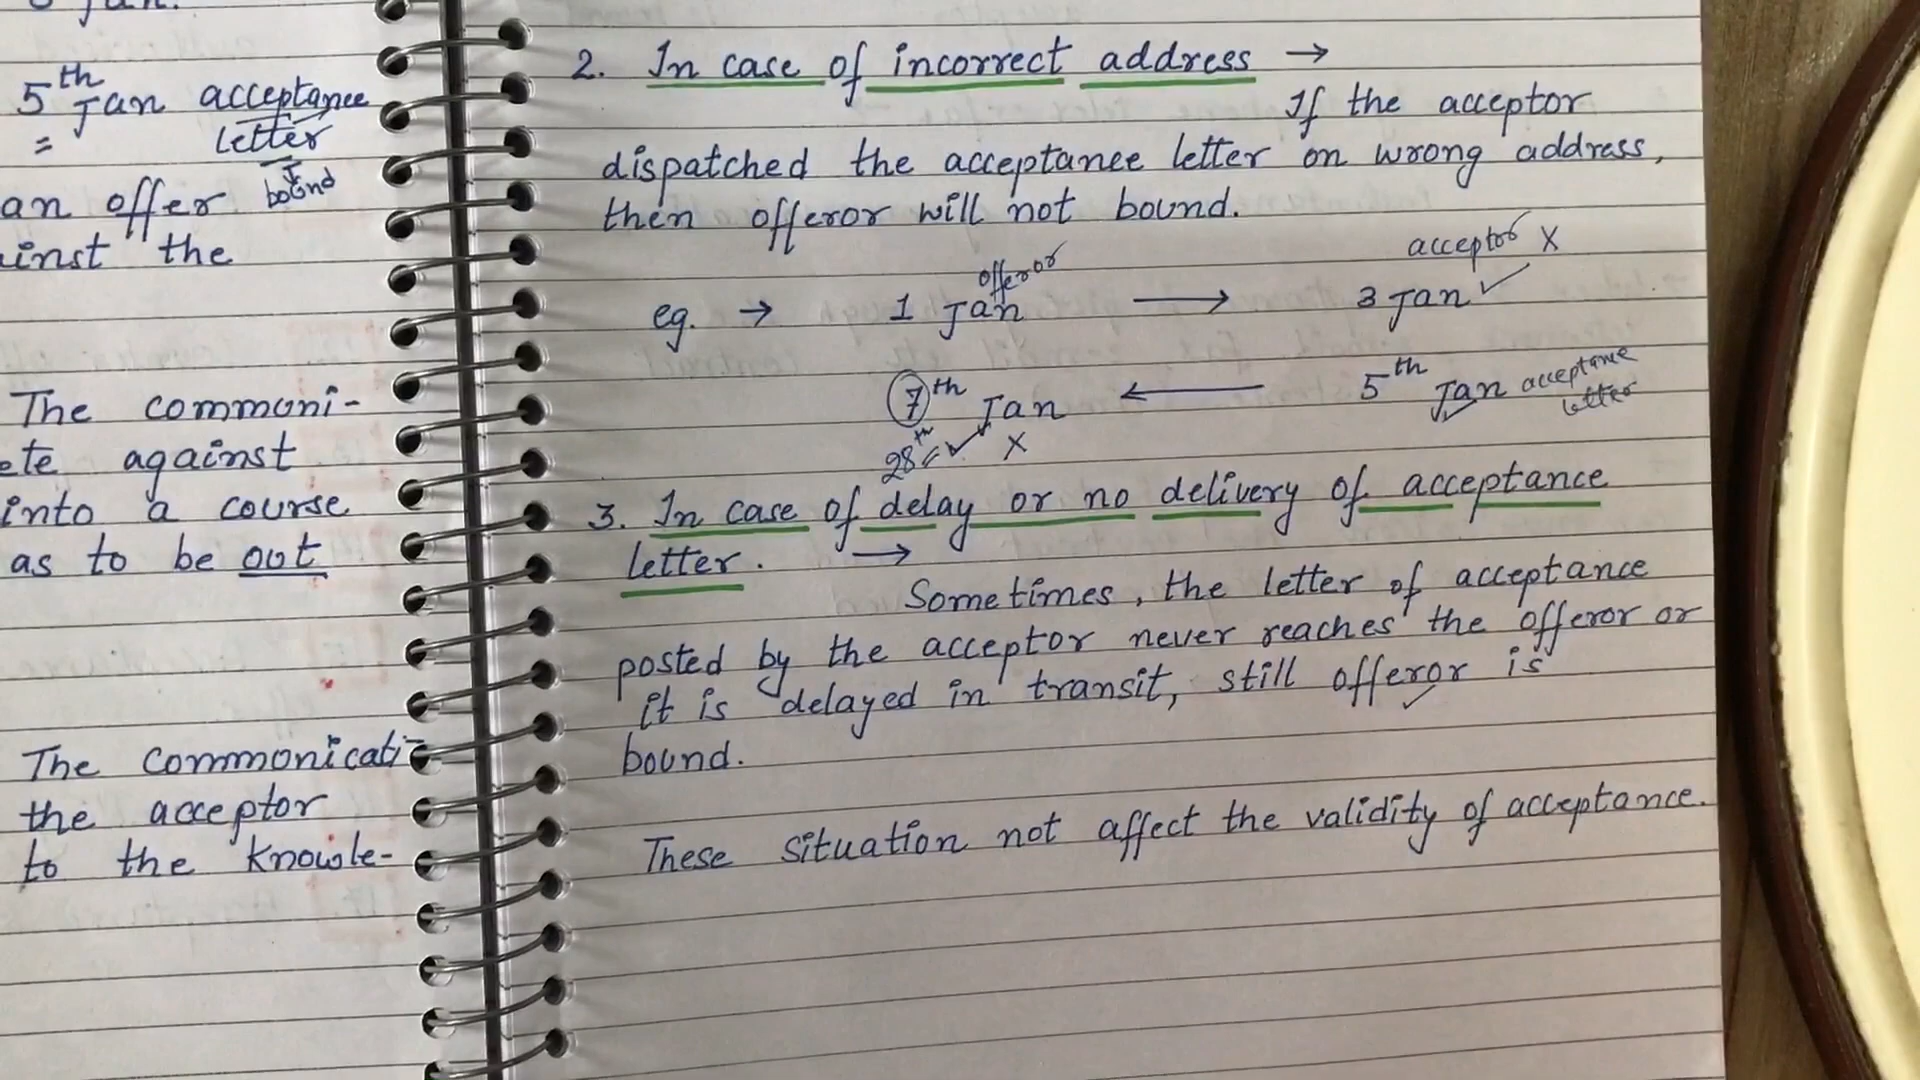 5th Jan acceptance
= letter
bound
an offer
inst the
The communi-
ete against
into a course
as to be out
The communicati-
the acceptor
to the knowle-
2. In case of incorrect address →
If the acceptor
dispatched the acceptance letter on wrong address,
then offeror will not bound.
offeror acceptor X
eg. → 1 Jan → 3 Jan ✓
7th Jan ← 5th Jan acceptance
letter
28th ✓ X
3. In case of delay or no delivery of acceptance
letter. →
Sometimes, the letter of acceptance
posted by the acceptor never reaches the offeror or
it is delayed in transit, still offeror is
bound.
These situation not affect the validity of acceptance.